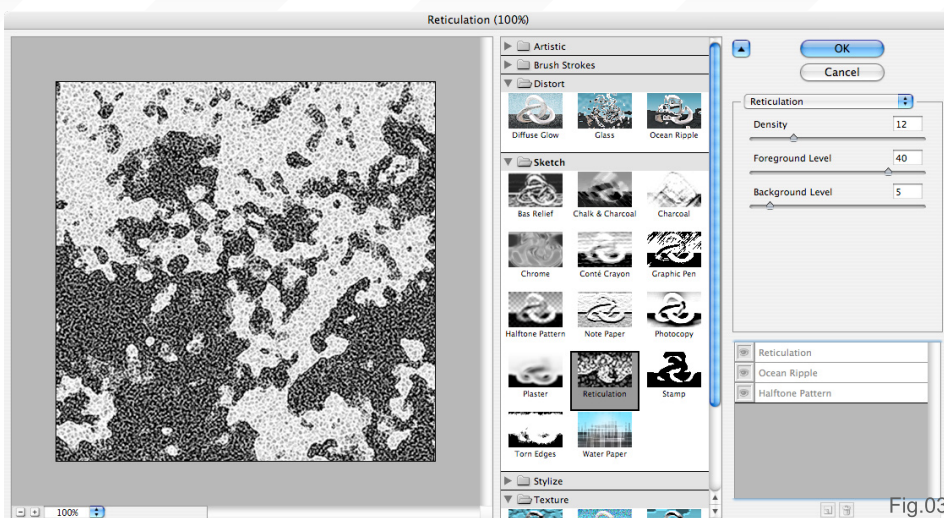 Reticulation (100%)
Artistic
Brush Strokes
Distort
Diffuse Glow Glass Ocean Ripple
Sketch
Bas Relief Chalk & Charcoal Charcoal
Chrome Conté Crayon Graphic Pen
Halftone Pattern Note Paper Photocopy
Plaster Reticulation Stamp
Torn Edges Water Paper
Stylize
Texture
OK
Cancel
Reticulation
Density 12
Foreground Level 40
Background Level 5
Reticulation
Ocean Ripple
Halftone Pattern
100%
Fig.03